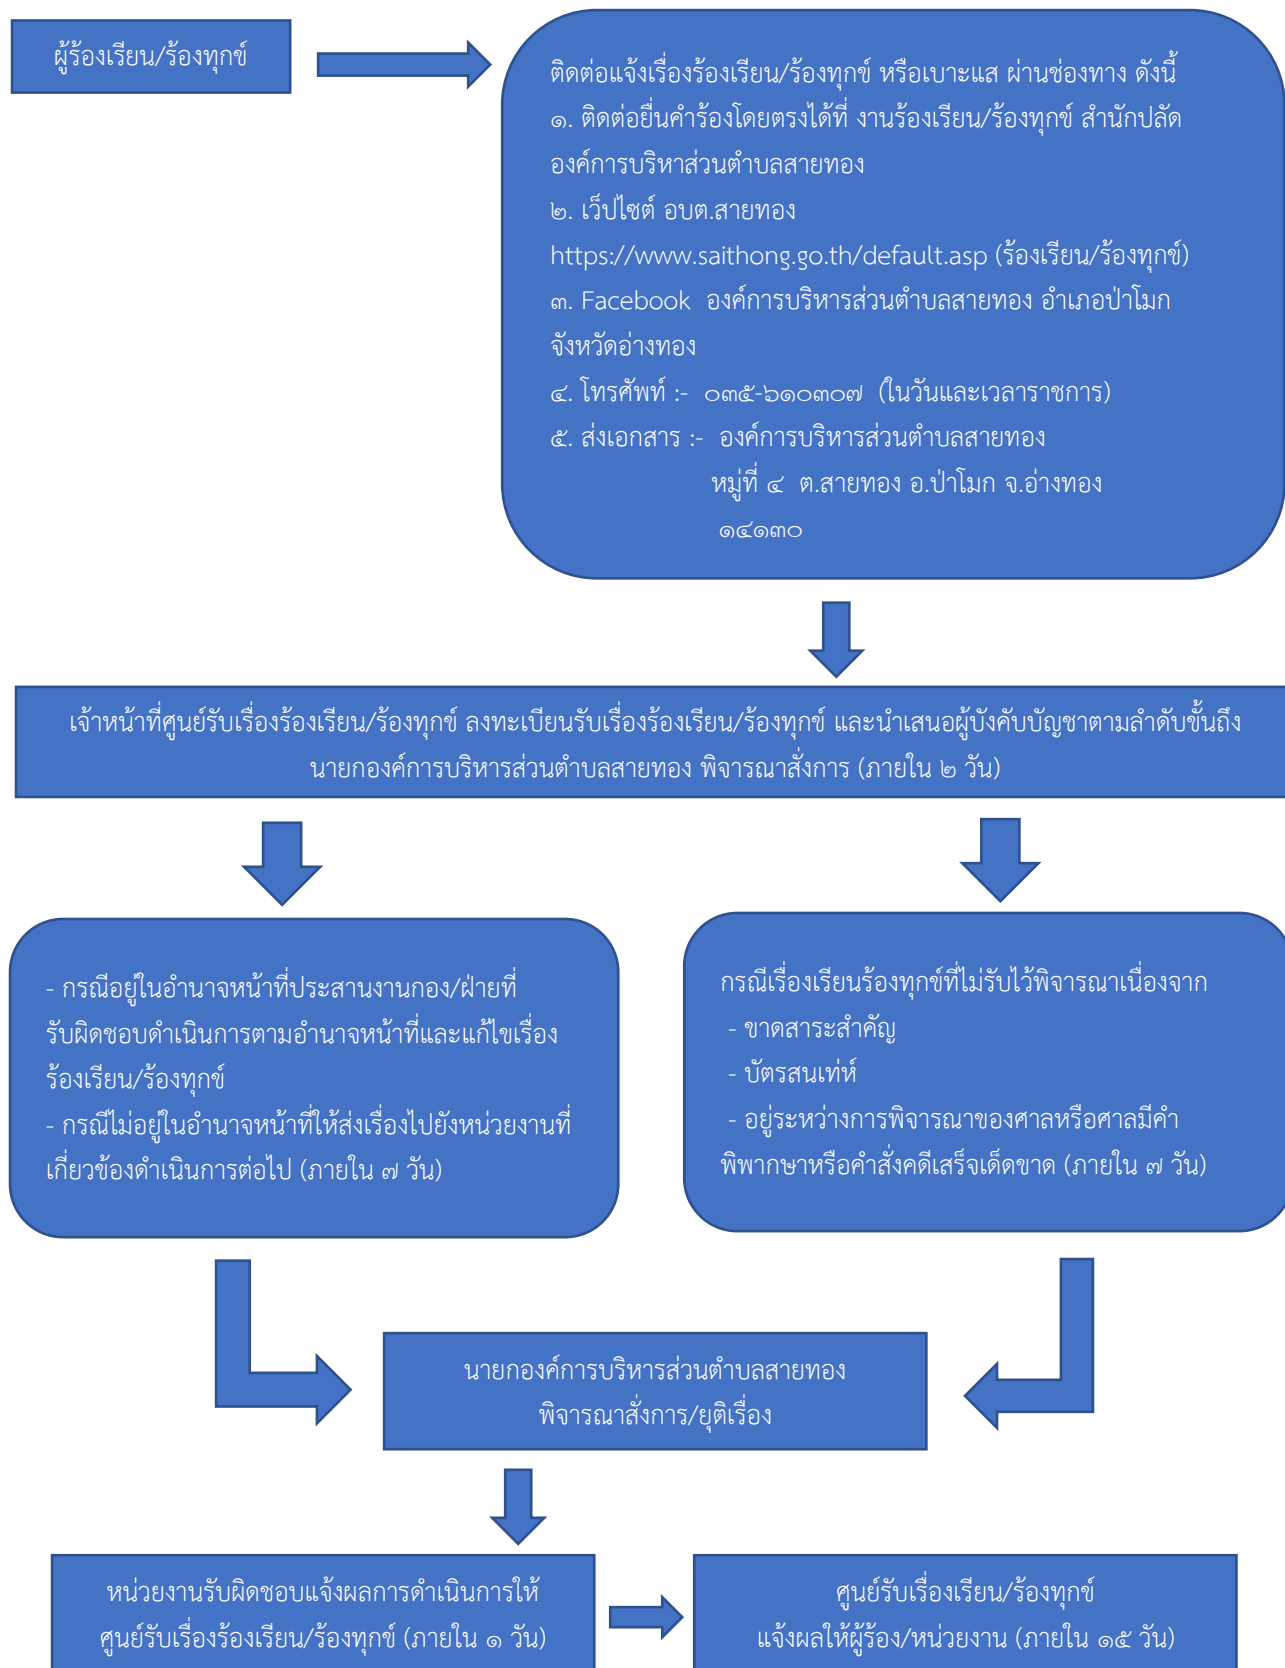 ผู้ร้องเรียน/ร้องทุกข์
ติดต่อแจ้งเรื่องร้องเรียน/ร้องทุกข์ หรือเบาะแส ผ่านช่องทาง ดังนี้
๑. ติดต่อยื่นคำร้องโดยตรงได้ที่ งานร้องเรียน/ร้องทุกข์ สำนักปลัด
องค์การบริหาส่วนตำบลสายทอง
๒. เว็ปไซต์ อบต.สายทอง
https://www.saithong.go.th/default.asp (ร้องเรียน/ร้องทุกข์)
๓. Facebook องค์การบริหารส่วนตำบลสายทอง อำเภอป่าโมก
จังหวัดอ่างทอง
๔. โทรศัพท์ :- ๐๓๕-๖๑๐๓๐๗ (ในวันและเวลาราชการ)
๕. ส่งเอกสาร :- องค์การบริหารส่วนตำบลสายทอง
หมู่ที่ ๔ ต.สายทอง อ.ป่าโมก จ.อ่างทอง
๑๔๑๓๐
เจ้าหน้าที่ศูนย์รับเรื่องร้องเรียน/ร้องทุกข์ ลงทะเบียนรับเรื่องร้องเรียน/ร้องทุกข์ และนำเสนอผู้บังคับบัญชาตามลำดับขั้นถึง
นายกองค์การบริหารส่วนตำบลสายทอง พิจารณาสั่งการ (ภายใน ๒ วัน)
- กรณีอยู่ในอำนาจหน้าที่ประสานงานกอง/ฝ่ายที่
รับผิดชอบดำเนินการตามอำนาจหน้าที่และแก้ไขเรื่อง
ร้องเรียน/ร้องทุกข์
- กรณีไม่อยู่ในอำนาจหน้าที่ให้ส่งเรื่องไปยังหน่วยงานที่
เกี่ยวข้องดำเนินการต่อไป (ภายใน ๗ วัน)
กรณีเรื่องเรียนร้องทุกข์ที่ไม่รับไว้พิจารณาเนื่องจาก
- ขาดสาระสำคัญ
- บัตรสนเท่ห์
- อยู่ระหว่างการพิจารณาของศาลหรือศาลมีคำ
พิพากษาหรือคำสั่งคดีเสร็จเด็ดขาด (ภายใน ๗ วัน)
นายกองค์การบริหารส่วนตำบลสายทอง
พิจารณาสั่งการ/ยุติเรื่อง
หน่วยงานรับผิดชอบแจ้งผลการดำเนินการให้
ศูนย์รับเรื่องร้องเรียน/ร้องทุกข์ (ภายใน ๑ วัน)
ศูนย์รับเรื่องเรียน/ร้องทุกข์
แจ้งผลให้ผู้ร้อง/หน่วยงาน (ภายใน ๑๕ วัน)